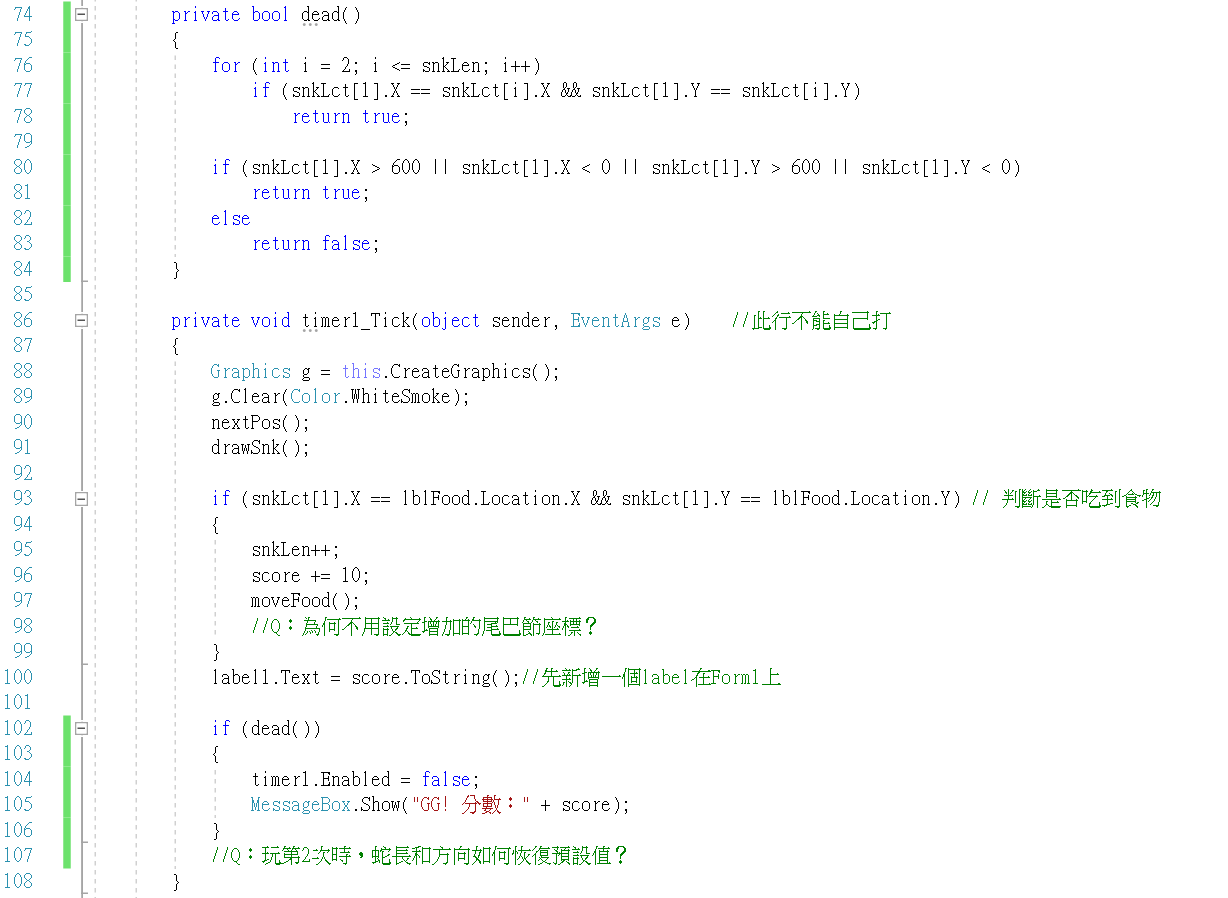 74 private bool dead()
75 {
76 for (int i = 2; i <= snkLen; i++)
77 if (snkLct[1].X == snkLct[i].X && snkLct[1].Y == snkLct[i].Y)
78 return true;
79
80 if (snkLct[1].X > 600 || snkLct[1].X < 0 || snkLct[1].Y > 600 || snkLct[1].Y < 0)
81 return true;
82 else
83 return false;
84 }
85
86 private void timer1_Tick(object sender, EventArgs e) //此行不能自己打
87 {
88 Graphics g = this.CreateGraphics();
89 g.Clear(Color.WhiteSmoke);
90 nextPos();
91 drawSnk();
92
93 if (snkLct[1].X == lblFood.Location.X && snkLct[1].Y == lblFood.Location.Y) // 判斷是否吃到食物
94 {
95 snkLen++;
96 score += 10;
97 moveFood();
98 //Q：為何不用設定增加的尾巴節座標？
99 }
100 label1.Text = score.ToString();//先新增一個label在Form1上
101
102 if (dead())
103 {
104 timer1.Enabled = false;
105 MessageBox.Show("GG! 分數：" + score);
106 }
107 //Q：玩第2次時，蛇長和方向如何恢復預設值？
108 }